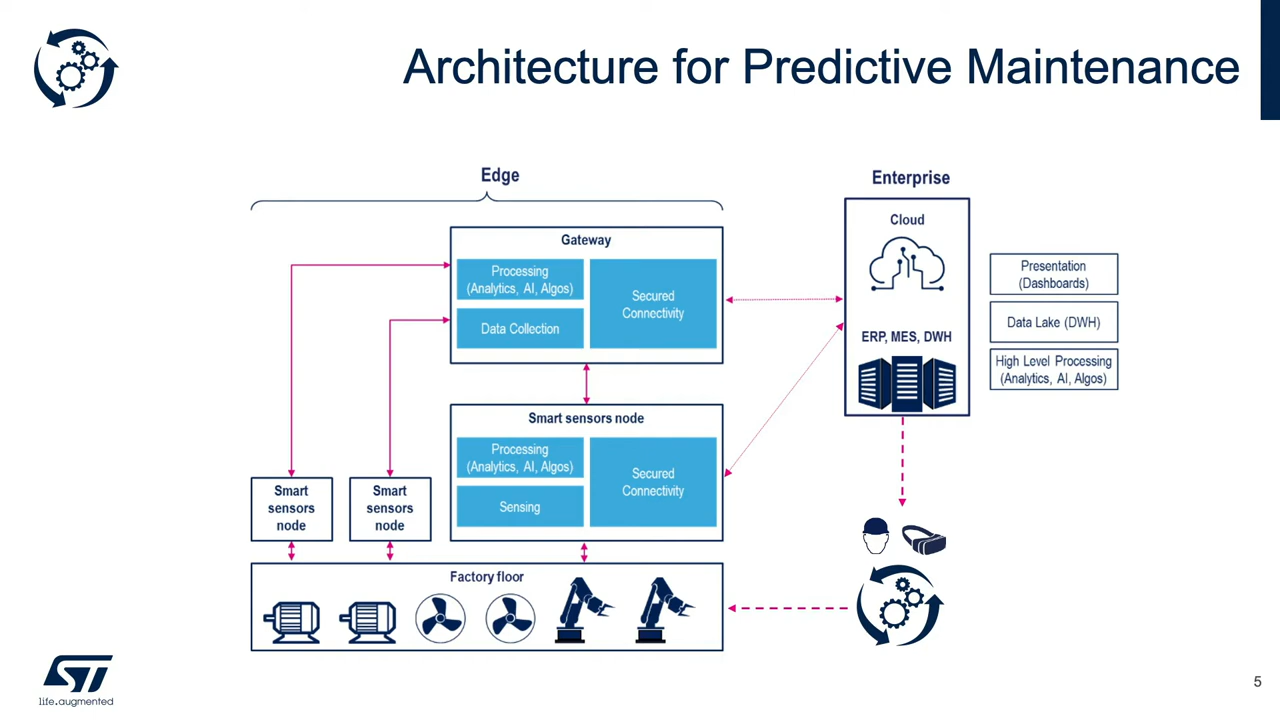 Architecture for Predictive Maintenance
Edge
Gateway
Processing
(Analytics, AI, Algos)
Data Collection
Secured
Connectivity
Smart sensors node
Processing
(Analytics, AI, Algos)
Sensing
Secured
Connectivity
Smart
sensors
node
Smart
sensors
node
Factory floor
Enterprise
Cloud
ERP, MES, DWH
Presentation
(Dashboards)
Data Lake (DWH)
High Level Processing
(Analytics, AI, Algos)
ST
life.augmented
5